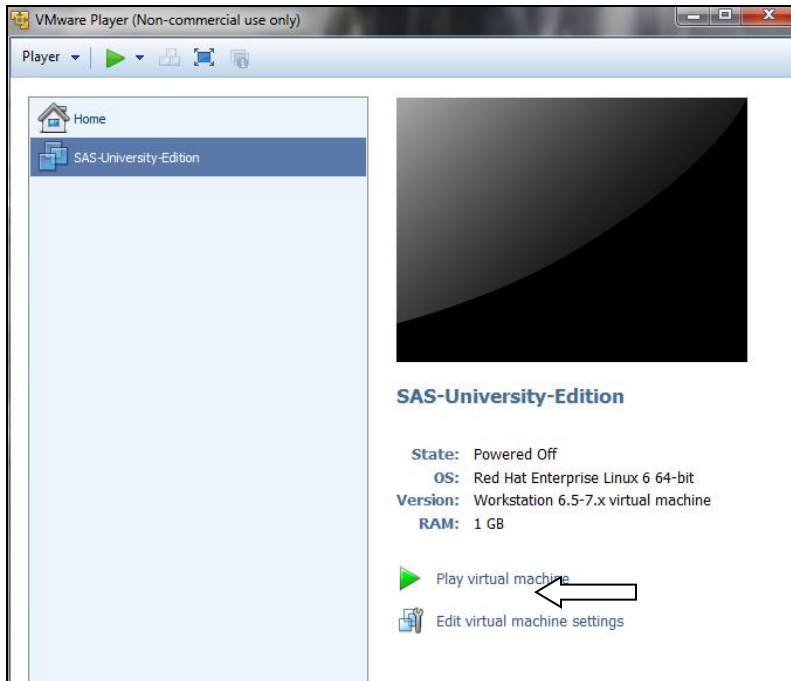 VMware Player (Non-commercial use only)
Player
Home
SAS-University-Edition
SAS-University-Edition
State: Powered Off
OS: Red Hat Enterprise Linux 6 64-bit
Version: Workstation 6.5-7.x virtual machine
RAM: 1 GB
Play virtual machine
Edit virtual machine settings